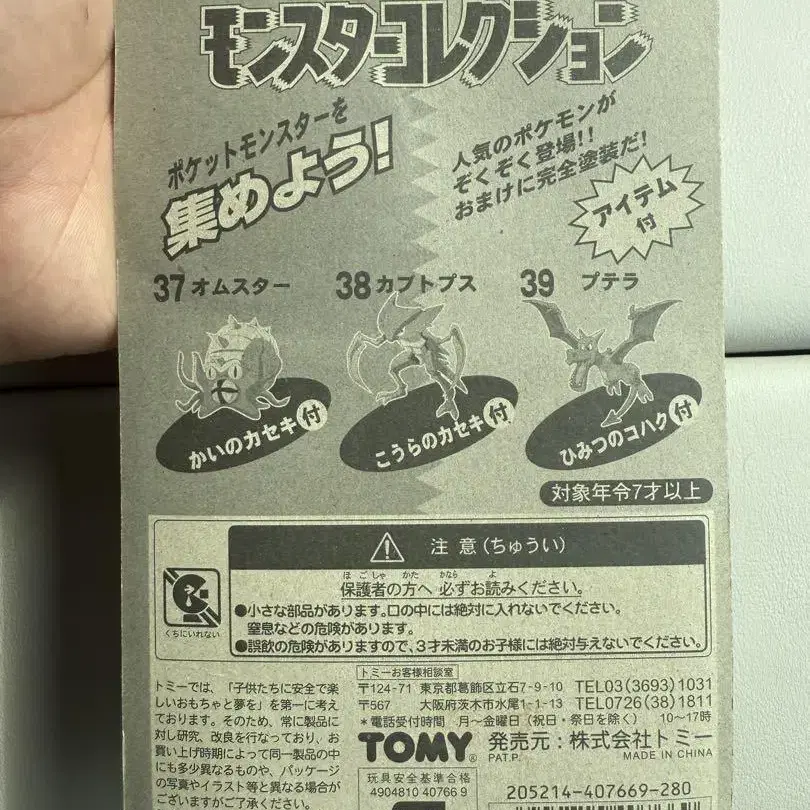 モンスターコレクション
ポケットモンスターを
集めよう!
人気のポケモンが
ぞくぞく登場!!
おまけに完全塗装だ!
アイテム
付
37 オムスター
38 カブトプス
39 プテラ
かいのカセキ付
こうらのカセキ付
ひみつのコハク付
対象年令7才以上
注意(ちゅうい)
ほごしゃ かた かなら よ
保護者の方へ 必ずお読みください。
●小さな部品があります。口の中には絶対に入れないでください。
窒息などの危険があります。
●誤飲の危険がありますので、3才未満のお子様には絶対与えないでください。
くちにいれない
トミーでは、「子供たちに安全で楽
しいおもちゃと夢を」を第一に考え
ております。そのため、常に製品に
対し研究、改良を行なっており、お
買い上げ時期によって同一製品の中
にも多少異なるものや、パッケージ
の写真やイラスト等と異なる場合が
ございますがご了承ください。
トミーお客様相談室
〒124-71 東京都葛飾区立石7-9-10 TEL03(3693)1031
〒567 大阪府茨木市水尾1-1-13 TEL0726(38)1811
*電話受付時間 月〜金曜日(祝日・祭日を除く) 10〜17時
TOMY® 発売元:株式会社トミー
PAT.P. MADE IN CHINA
玩具安全基準合格
4904810 40766 9
205214-407669-280